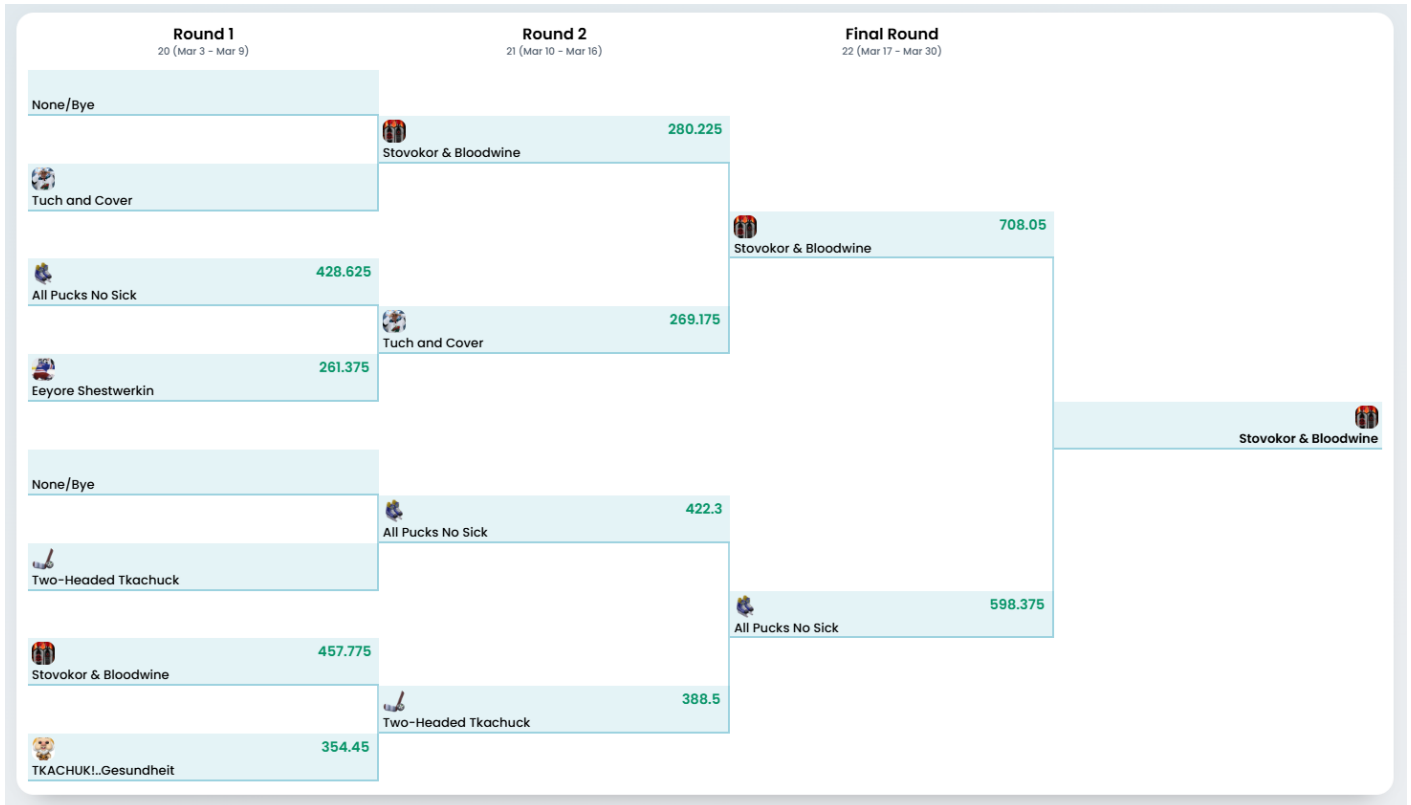 Round 1
20 (Mar 3 - Mar 9)
None/Bye
Tuch and Cover
428.625
All Pucks No Sick
261.375
Eeyore Shestwerkin
None/Bye
Two-Headed Tkachuck
457.775
Stovokor & Bloodwine
354.45
TKACHUK!..Gesundheit
Round 2
21 (Mar 10 - Mar 16)
280.225
Stovokor & Bloodwine
269.175
Tuch and Cover
422.3
All Pucks No Sick
388.5
Two-Headed Tkachuck
Final Round
22 (Mar 17 - Mar 30)
708.05
Stovokor & Bloodwine
598.375
All Pucks No Sick
Stovokor & Bloodwine